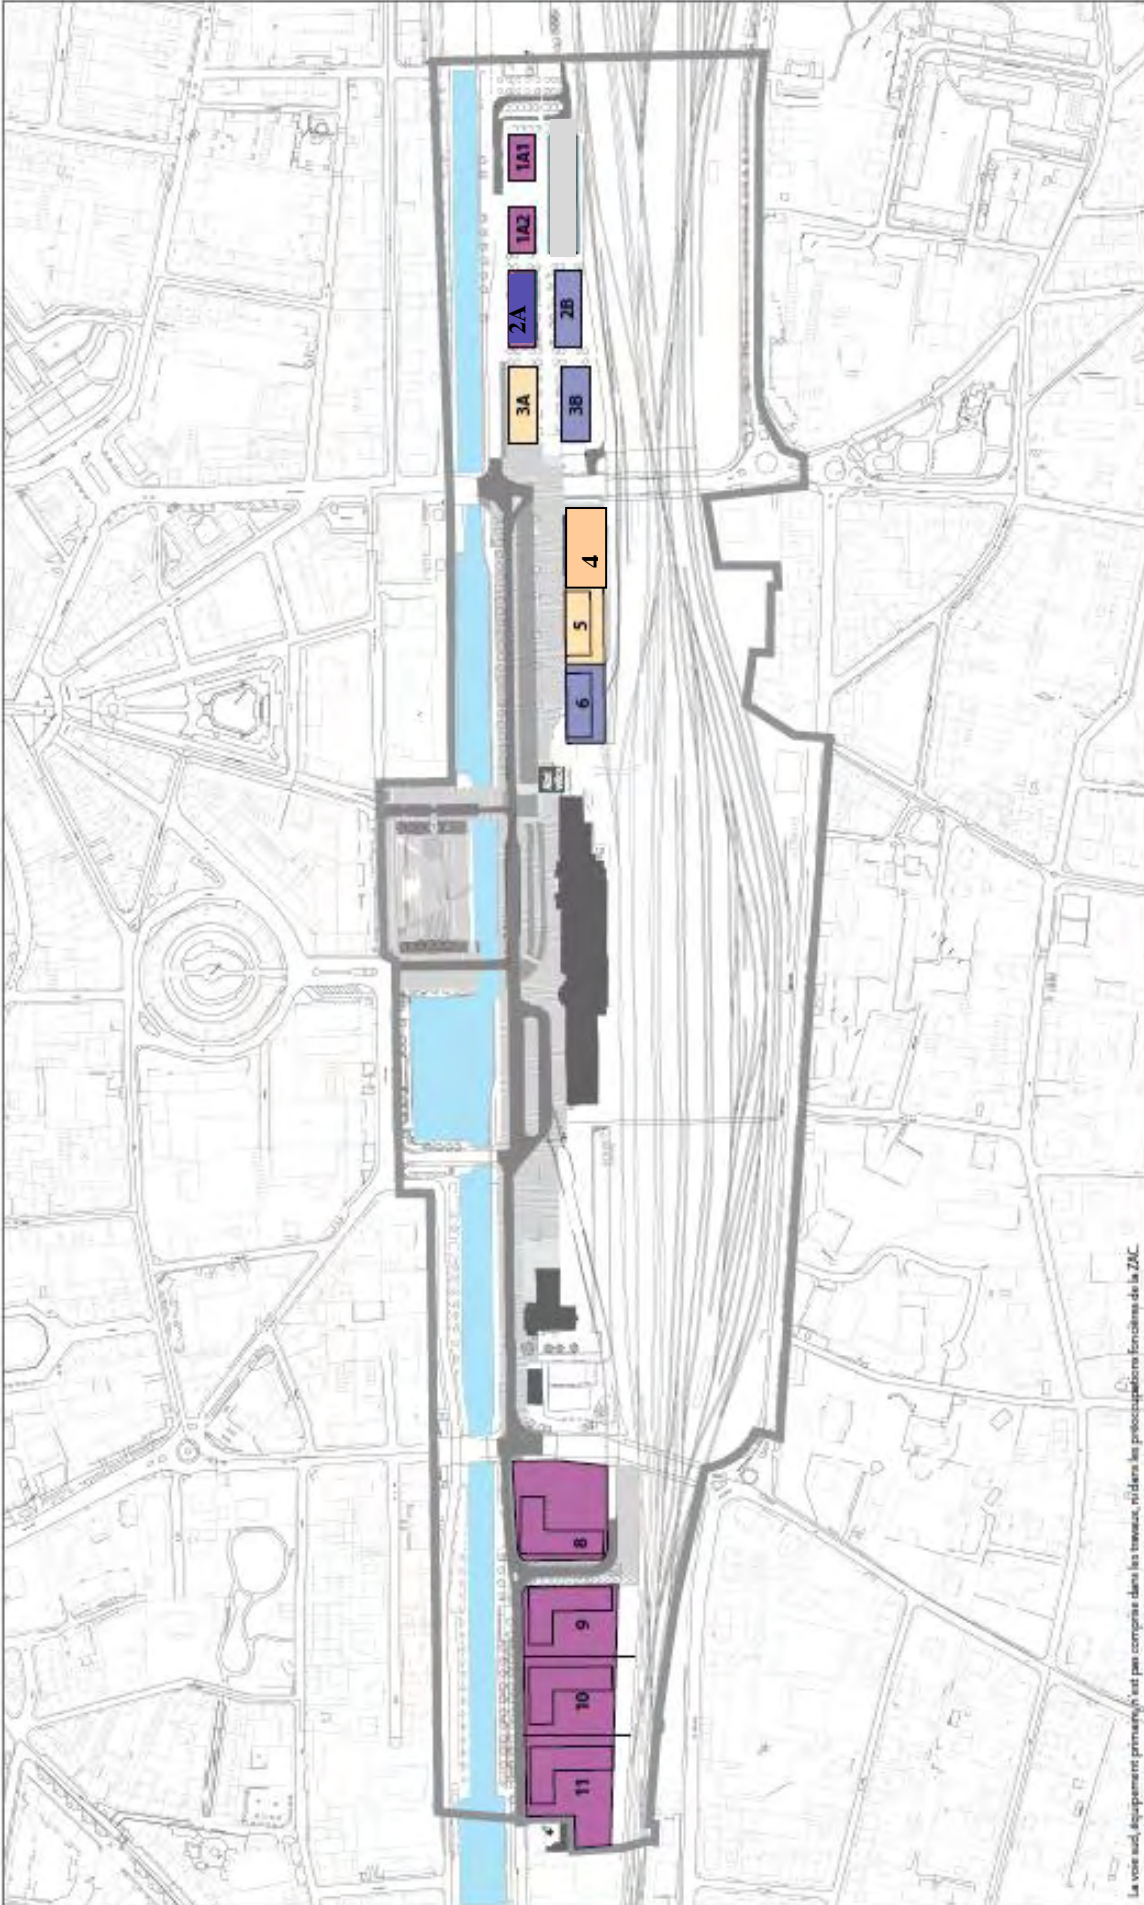 1A1
1A2
2A
2B
3A
3B
4
5
6
8
9
10
11
La voie sud, équipement primaire, n'est pas comprise dans les travaux, ni dans les préoccupations foncières de la ZAC.